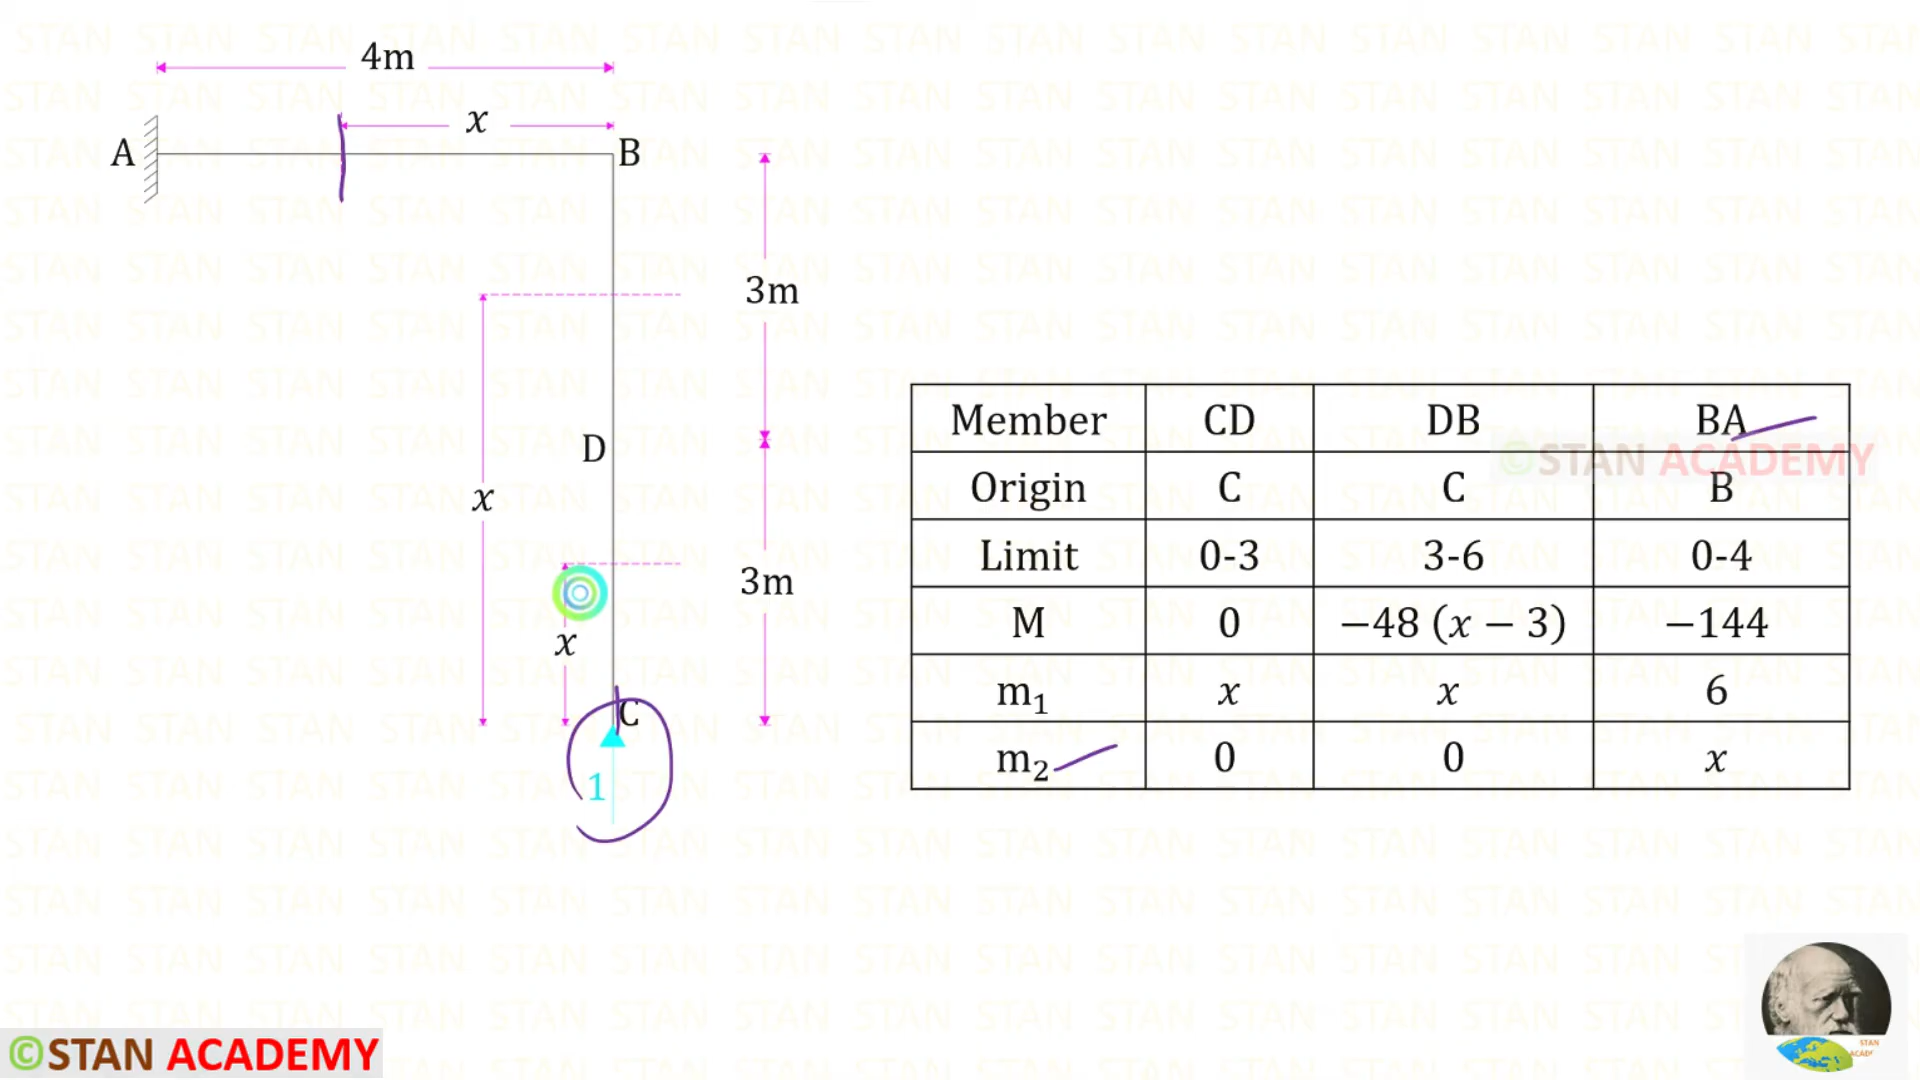 4m
x
A
B
3m
x
D
3m
x
C
1
Member CD DB BA
Origin C C B
Limit 0-3 3-6 0-4
M 0 −48 (x − 3) −144
m₁ x x 6
m₂ 0 0 x
©STAN ACADEMY
©STAN ACADEMY
STAN